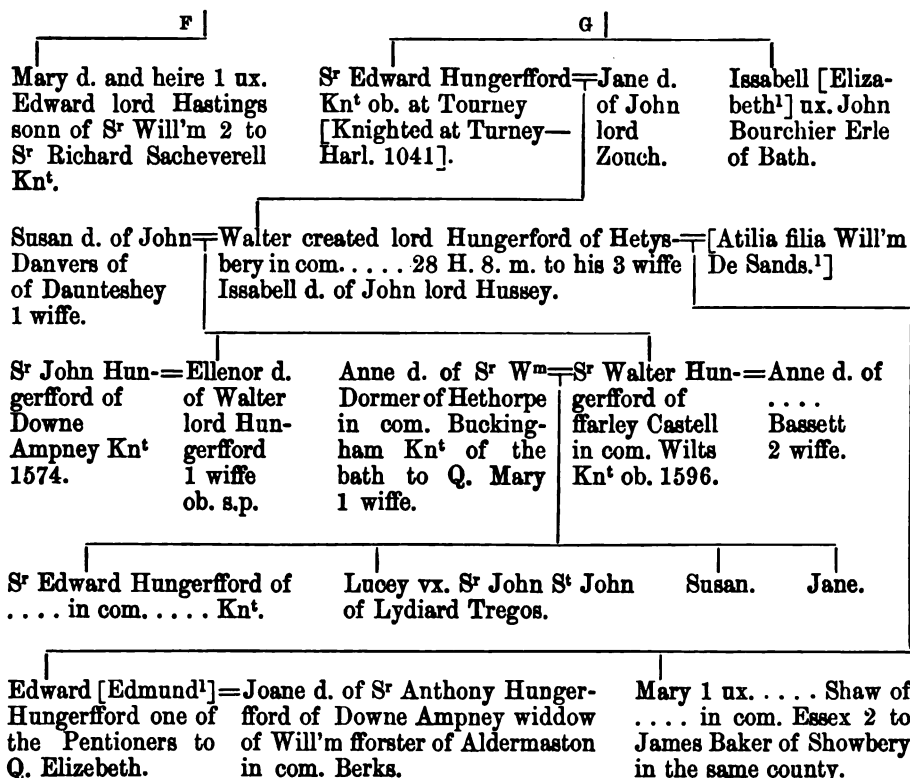 F
G
Mary d. and heire 1 ux.
Edward lord Hastings
sonn of Sʳ Will'm 2 to
Sʳ Richard Sacheverell
Knᵗ.
Sʳ Edward Hungerfford=Jane d.
Knᵗ ob. at Tourney of John
[Knighted at Turney— lord
Harl. 1041]. Zouch.
Issabell [Eliza-
beth¹] ux. John
Bourchier Erle
of Bath.
Susan d. of John=
Danvers of
of Daunteshey
1 wiffe.
Walter created lord Hungerford of Hetys-=
bery in com. . . . . . 28 H. 8. m. to his 3 wiffe
Issabell d. of John lord Hussey.
[Atilia filia Will'm
De Sands.¹]
Sʳ John Hun-=
gerfford of
Downe
Ampney Knᵗ
1574.
Ellenor d.
of Walter
lord Hun-
gerfford
1 wiffe
ob. s.p.
Anne d. of Sʳ Wᵐ=
Dormer of Hethorpe
in com. Bucking-
ham Knᵗ of the
bath to Q. Mary
1 wiffe.
Sʳ Walter Hun-=
gerfford of
ffarley Castell
in com. Wilts
Knᵗ ob. 1596.
Anne d. of
. . . .
Bassett
2 wiffe.
Sʳ Edward Hungerfford of
. . . . in com. . . . . . Knᵗ.
Lucey vx. Sʳ John Sᵗ John
of Lydiard Tregos.
Susan.
Jane.
Edward [Edmund¹]=
Hungerfford one of
the Pentioners to
Q. Elizebeth.
Joane d. of Sʳ Anthony Hunger-
fford of Downe Ampney widdow
of Will'm fforster of Aldermaston
in com. Berks.
Mary 1 ux. . . . . . Shaw of
. . . . in com. Essex 2 to
James Baker of Showbery
in the same county.